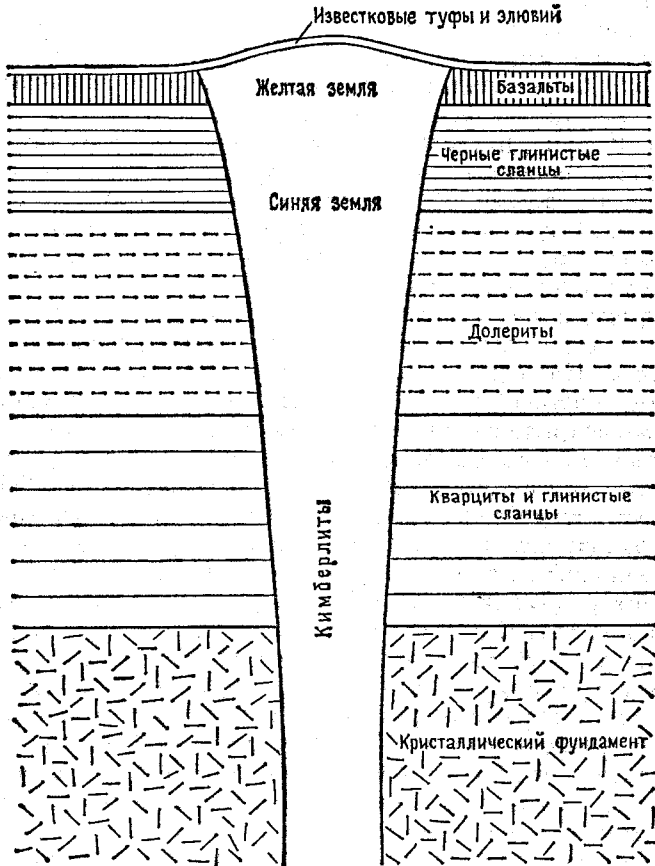 Известковые туфы и элювий
Желтая земля
Базальты
Черные глинистые
сланцы
Синяя земля
Долериты
Кварциты и глинистые
сланцы
Кимберлиты
Кристаллический фундамент